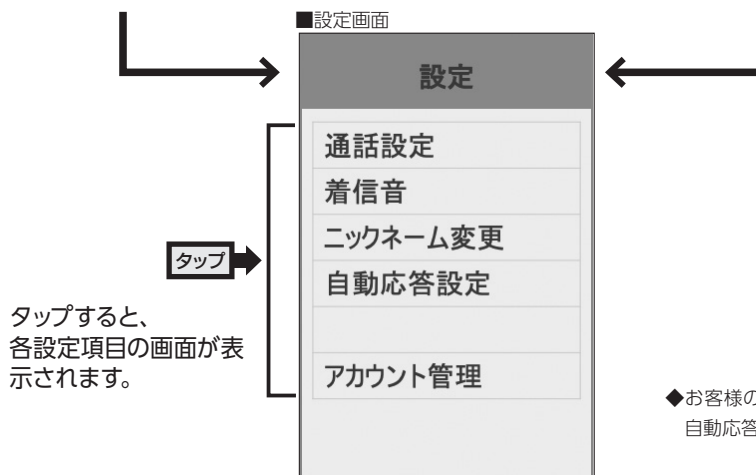 ■設定画面
設定
通話設定
着信音
ニックネーム変更
自動応答設定
アカウント管理
タップ
タップすると、
各設定項目の画面が表
示されます。
◆お客様の
自動応答